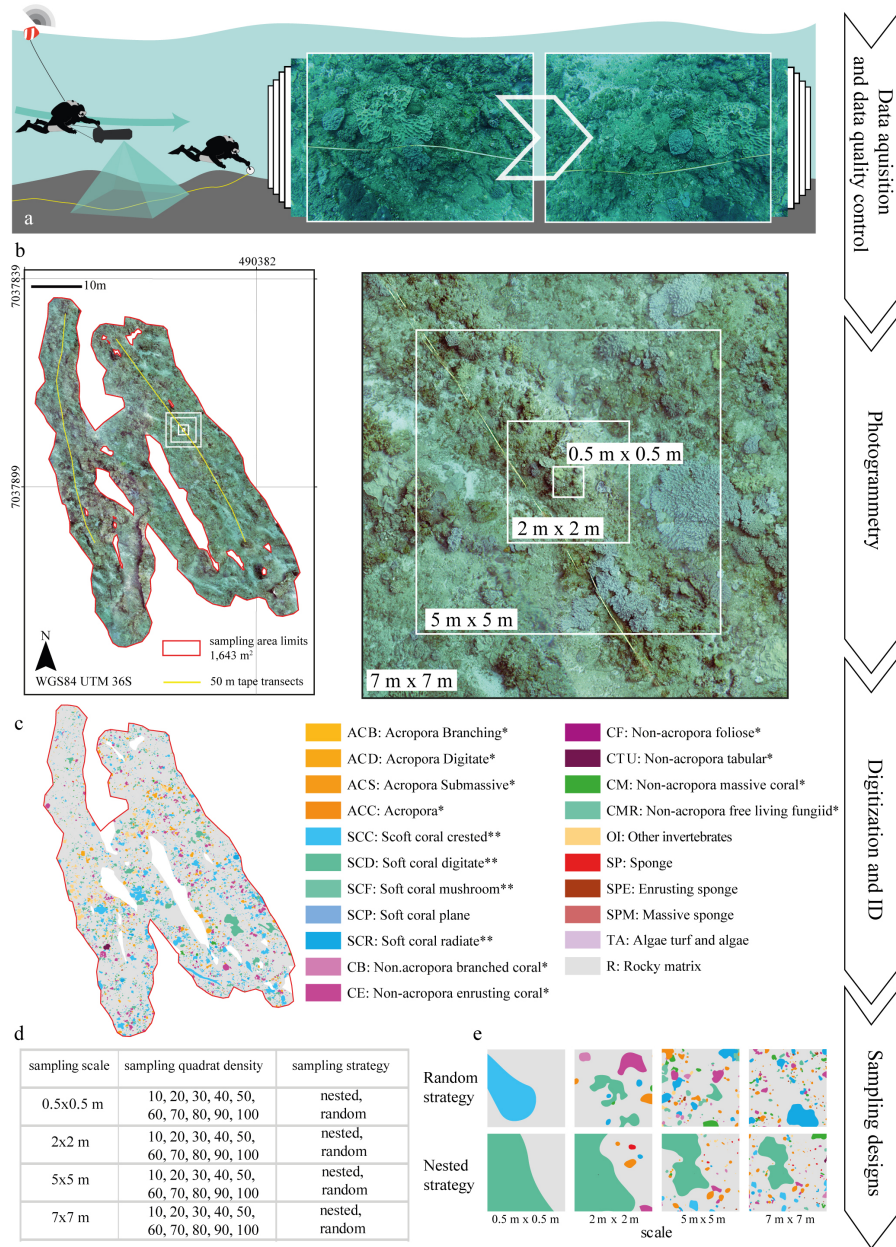 Data aquisition
and data quality control
a
b
490382
7037839
10m
7037899
N
WGS84 UTM 36S
sampling area limits
1,643 m²
50 m tape transects
0.5 m x 0.5 m
2 m x 2 m
5 m x 5 m
7 m x 7 m
Photogrammetry
c
ACB: Acropora Branching*
ACD: Acropora Digitate*
ACS: Acropora Submassive*
ACC: Acropora*
SCC: Scoft coral crested**
SCD: Soft coral digitate**
SCF: Soft coral mushroom**
SCP: Soft coral plane
SCR: Soft coral radiate**
CB: Non.acropora branched coral*
CE: Non-acropora enrusting coral*
CF: Non-acropora foliose*
CTU: Non-acropora tabular*
CM: Non-acropora massive coral*
CMR: Non-acropora free living fungiid*
OI: Other invertebrates
SP: Sponge
SPE: Enrusting sponge
SPM: Massive sponge
TA: Algae turf and algae
R: Rocky matrix
Digitization and ID
d
sampling scale sampling quadrat density sampling strategy
0.5x0.5 m 10, 20, 30, 40, 50, nested,
60, 70, 80, 90, 100 random
2x2 m 10, 20, 30, 40, 50, nested,
60, 70, 80, 90, 100 random
5x5 m 10, 20, 30, 40, 50, nested,
60, 70, 80, 90, 100 random
7x7 m 10, 20, 30, 40, 50, nested,
60, 70, 80, 90, 100 random
e
Random
strategy
Nested
strategy
0.5 m x 0.5 m 2 m x 2 m 5 m x 5 m 7 m x 7 m
scale
Sampling designs